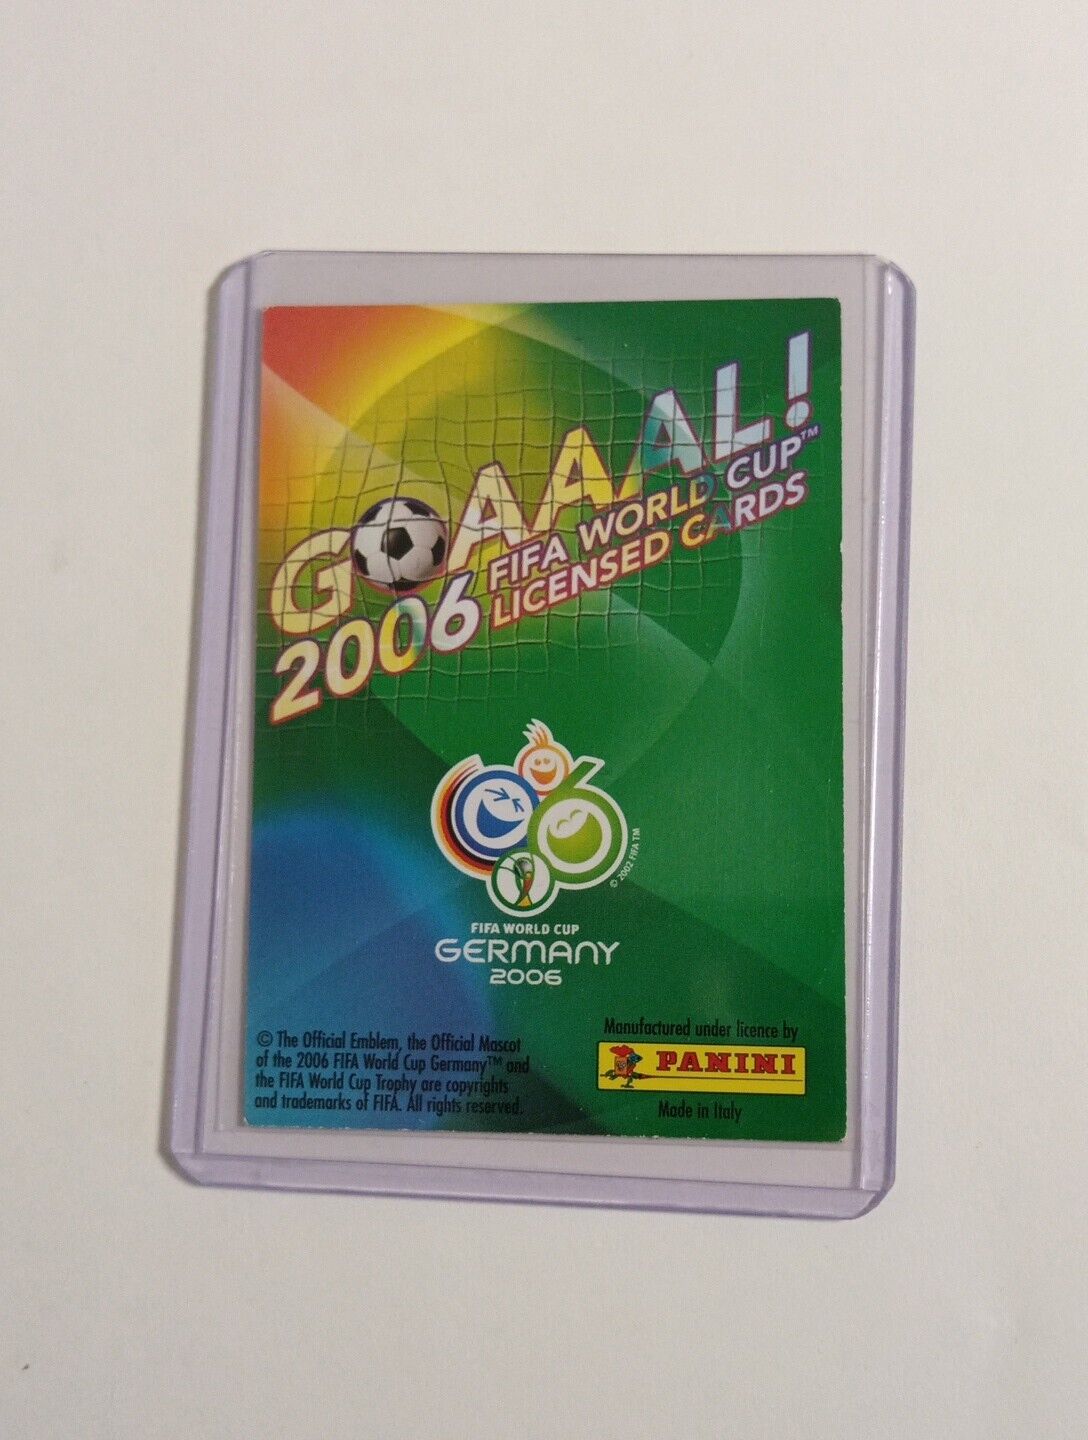 GOAAAL!
2006 FIFA WORLD CUP™
LICENSED CARDS
© 2002 FIFA TM
FIFA WORLD CUP
GERMANY
2006
© The Official Emblem, the Official Mascot
of the 2006 FIFA World Cup Germany™ and
the FIFA World Cup Trophy are copyrights
and trademarks of FIFA. All rights reserved.
Manufactured under licence by
PANINI
Made in Italy